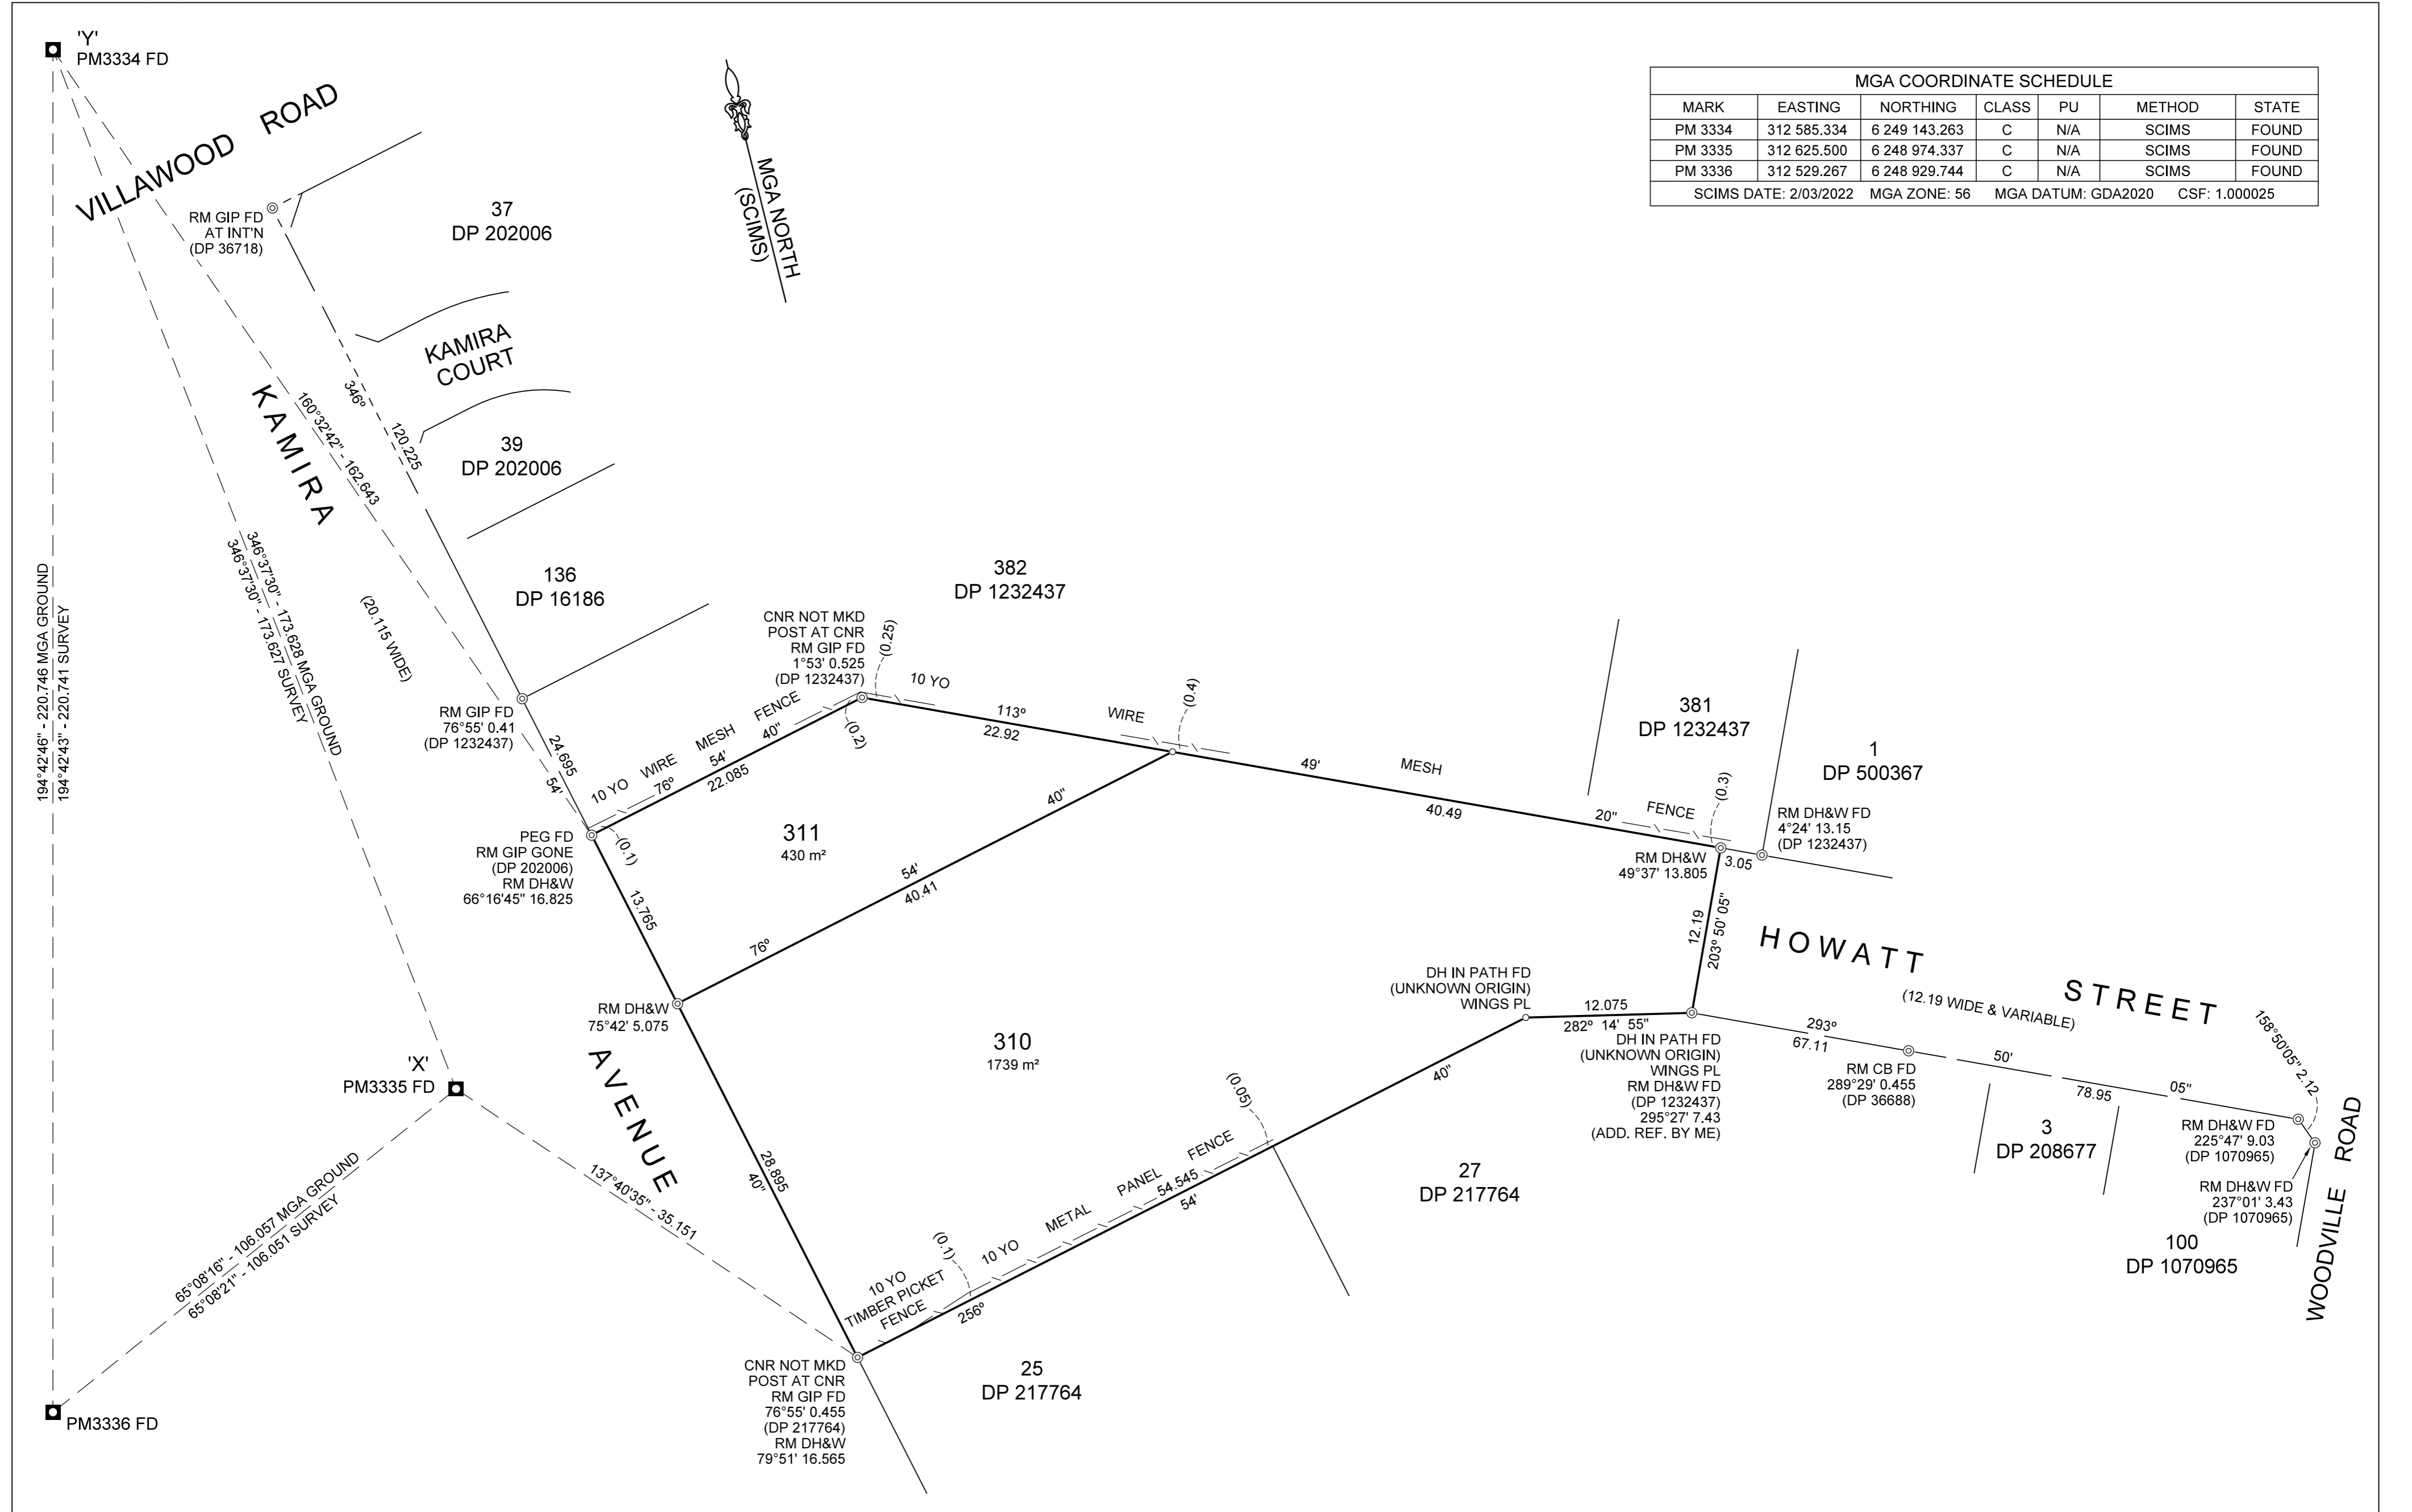 'Y'
PM3334 FD
VILLAWOOD ROAD
RM GIP FD
AT INT'N
(DP 36718)
37
DP 202006
MGA NORTH
(SCIMS)
MGA COORDINATE SCHEDULE
MARK EASTING NORTHING CLASS PU METHOD STATE
PM 3334 312 585.334 6 249 143.263 C N/A SCIMS FOUND
PM 3335 312 625.500 6 248 974.337 C N/A SCIMS FOUND
PM 3336 312 529.267 6 248 929.744 C N/A SCIMS FOUND
SCIMS DATE: 2/03/2022 MGA ZONE: 56 MGA DATUM: GDA2020 CSF: 1.000025
KAMIRA
COURT
39
DP 202006
346º
120.225
160°32'42" - 162.643
KAMIRA
(20.115 WIDE)
136
DP 16186
194°42'46" - 220.746 MGA GROUND
194°42'43" - 220.741 SURVEY
346°37'30" - 173.628 MGA GROUND
346°37'30" - 173.627 SURVEY
RM GIP FD
76°55' 0.41
(DP 1232437)
24.695
54'
CNR NOT MKD
POST AT CNR
RM GIP FD
1°53' 0.525
(DP 1232437)
(0.25)
382
DP 1232437
10 YO
WIRE
MESH
FENCE
10 YO WIRE MESH FENCE
76º 54' 40"
22.085
(0.2)
(0.1)
113º
22.92
(0.4)
49'
40.49
20"
(0.3)
381
DP 1232437
1
DP 500367
RM DH&W FD
4°24' 13.15
(DP 1232437)
RM DH&W
49°37' 13.805
3.05
PEG FD
RM GIP GONE
(DP 202006)
RM DH&W
66°16'45" 16.825
311
430 m²
13.765
76º 54' 40"
40.41
RM DH&W
75°42' 5.075
310
1739 m²
12.19
203º 50' 05"
HOWATT STREET
(12.19 WIDE & VARIABLE)
DH IN PATH FD
(UNKNOWN ORIGIN)
WINGS PL
12.075
282º 14' 55"
DH IN PATH FD
(UNKNOWN ORIGIN)
WINGS PL
RM DH&W FD
(DP 1232437)
295°27' 7.43
(ADD. REF. BY ME)
293º
67.11
50'
78.95
05"
RM CB FD
289°29' 0.455
(DP 36688)
3
DP 208677
158°50'05" 2.12
RM DH&W FD
225°47' 9.03
(DP 1070965)
RM DH&W FD
237°01' 3.43
(DP 1070965)
100
DP 1070965
WOODVILLE ROAD
'X'
PM3335 FD
AVENUE
28.895
40"
137°40'35" - 35.151
65°08'16" - 106.057 MGA GROUND
65°08'21" - 106.051 SURVEY
PM3336 FD
10 YO
TIMBER PICKET
FENCE
(0.1)
10 YO METAL PANEL FENCE
(0.05)
256º
54.545
54'
40"
27
DP 217764
25
DP 217764
CNR NOT MKD
POST AT CNR
RM GIP FD
76°55' 0.455
(DP 217764)
RM DH&W
79°51' 16.565